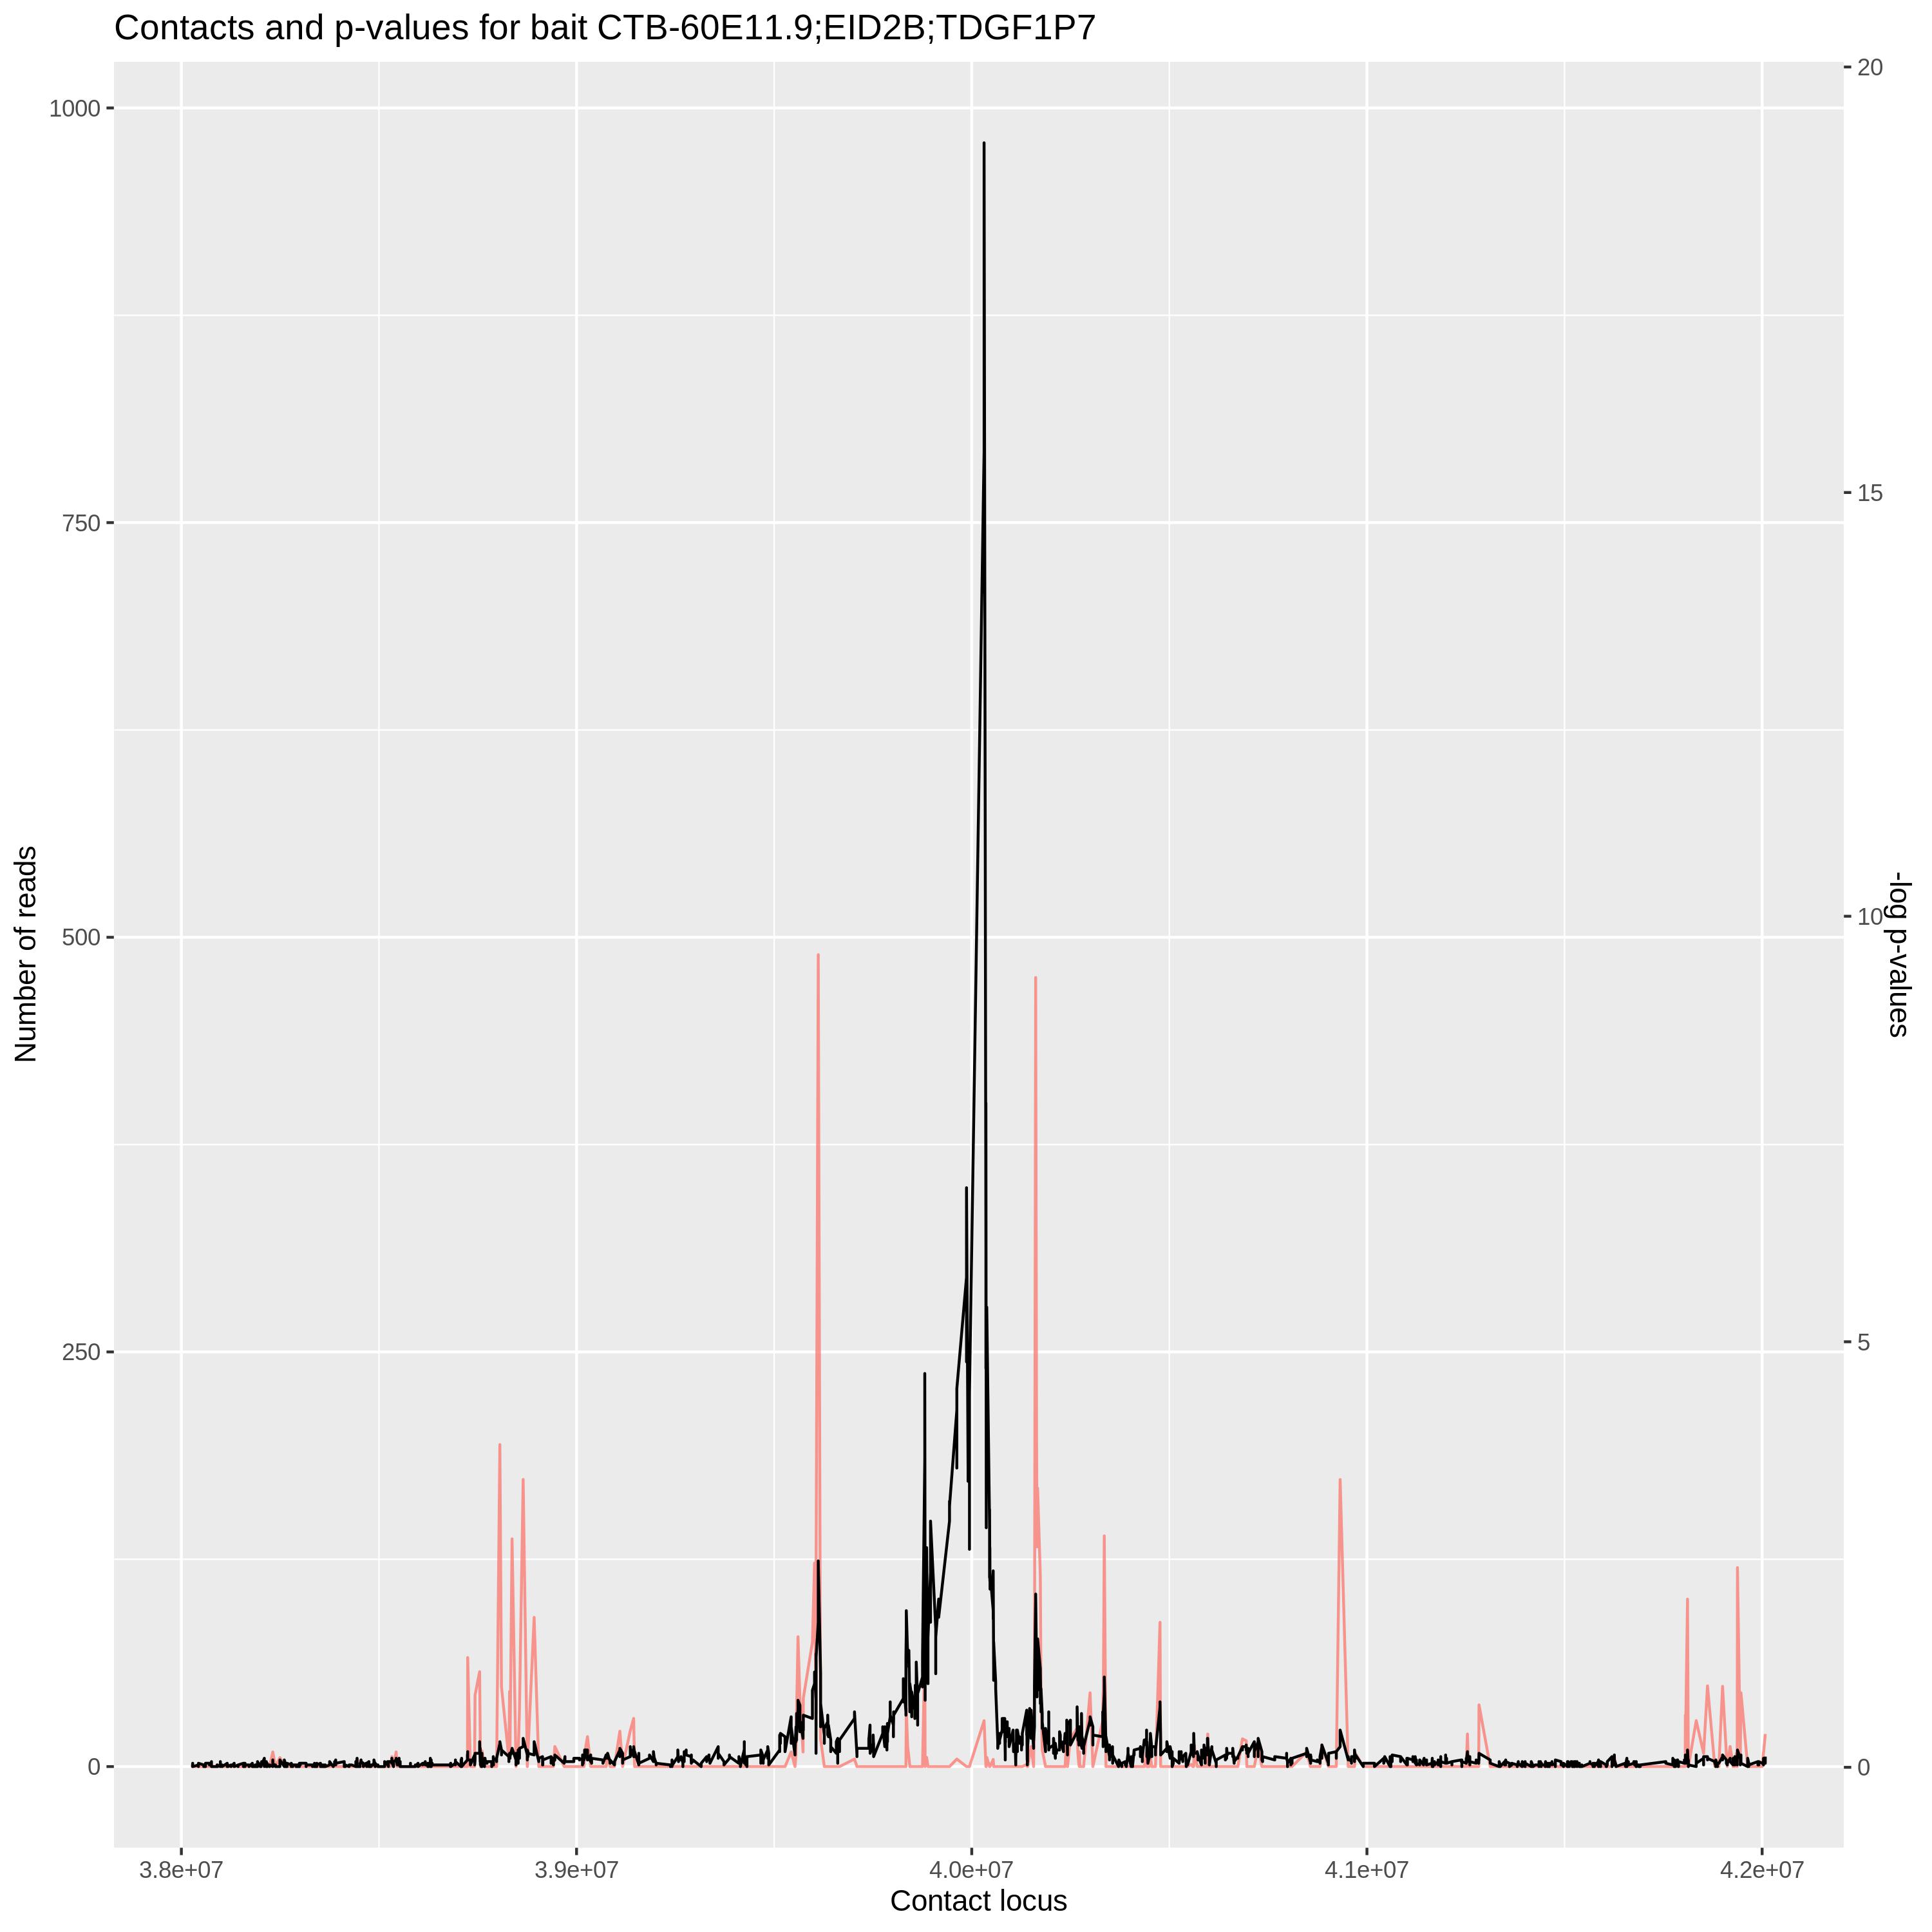 Contacts and p-values for bait CTB-60E11.9;EID2B;TDGF1P7
1000
750
500
250
0
Number of reads
20
15
10
5
0
-log p-values
3.8e+07
3.9e+07
4.0e+07
4.1e+07
4.2e+07
Contact locus